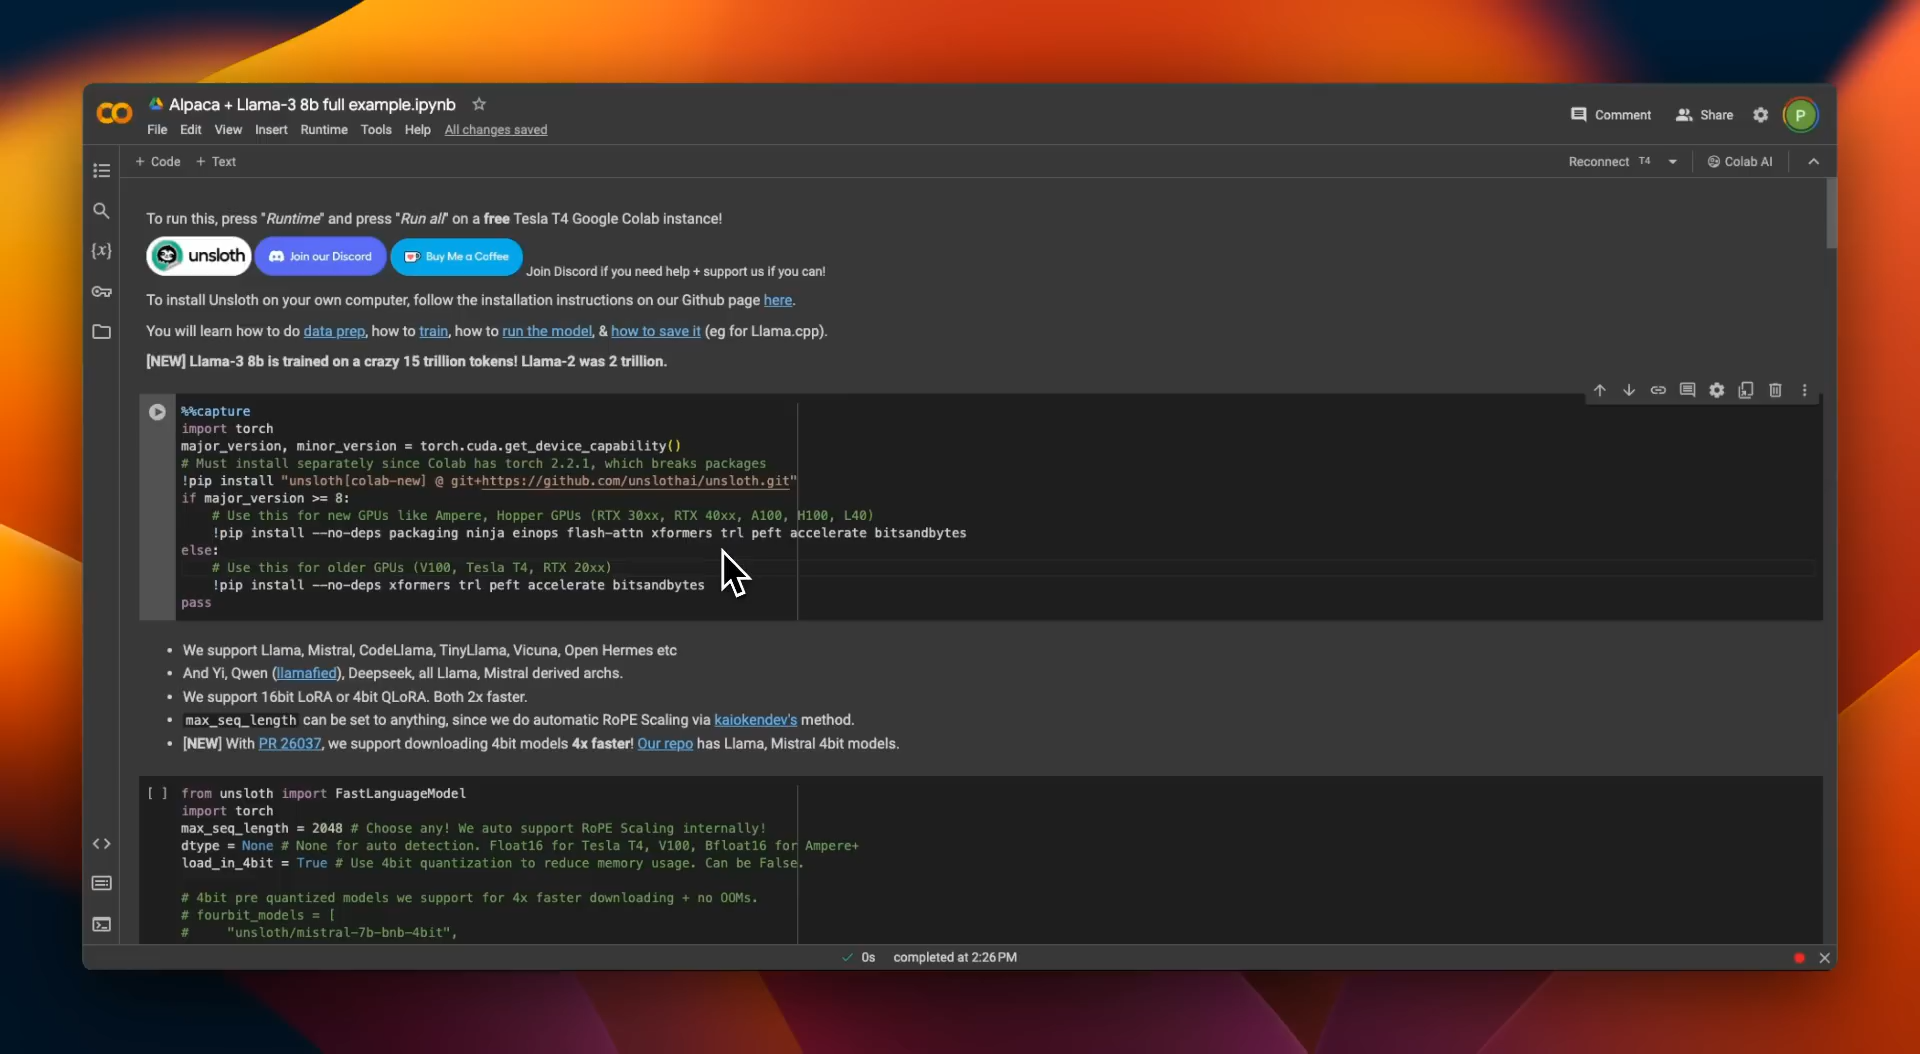 Alpaca + Llama-3 8b full example.ipynb
File Edit View Insert Runtime Tools Help All changes saved
Comment Share P
+ Code + Text
Reconnect T4 Colab AI
To run this, press "Runtime" and press "Run all" on a free Tesla T4 Google Colab instance!
unsloth Join our Discord Buy Me a Coffee Join Discord if you need help + support us if you can!
To install Unsloth on your own computer, follow the installation instructions on our Github page here.
You will learn how to do data prep, how to train, how to run the model, & how to save it (eg for Llama.cpp).
[NEW] Llama-3 8b is trained on a crazy 15 trillion tokens! Llama-2 was 2 trillion.
%%capture
import torch
major_version, minor_version = torch.cuda.get_device_capability()
# Must install separately since Colab has torch 2.2.1, which breaks packages
!pip install "unsloth[colab-new] @ git+https://github.com/unslothai/unsloth.git"
if major_version >= 8:
# Use this for new GPUs like Ampere, Hopper GPUs (RTX 30xx, RTX 40xx, A100, H100, L40)
!pip install --no-deps packaging ninja einops flash-attn xformers trl peft accelerate bitsandbytes
else:
# Use this for older GPUs (V100, Tesla T4, RTX 20xx)
!pip install --no-deps xformers trl peft accelerate bitsandbytes
pass
• We support Llama, Mistral, CodeLlama, TinyLlama, Vicuna, Open Hermes etc
• And Yi, Qwen (llamafied), Deepseek, all Llama, Mistral derived archs.
• We support 16bit LoRA or 4bit QLoRA. Both 2x faster.
• max_seq_length can be set to anything, since we do automatic RoPE Scaling via kaiokendev's method.
• [NEW] With PR 26037, we support downloading 4bit models 4x faster! Our repo has Llama, Mistral 4bit models.
[ ] from unsloth import FastLanguageModel
import torch
max_seq_length = 2048 # Choose any! We auto support RoPE Scaling internally!
dtype = None # None for auto detection. Float16 for Tesla T4, V100, Bfloat16 for Ampere+
load_in_4bit = True # Use 4bit quantization to reduce memory usage. Can be False.
# 4bit pre quantized models we support for 4x faster downloading + no OOMs.
# fourbit_models = [
# "unsloth/mistral-7b-bnb-4bit",
0s completed at 2:26 PM